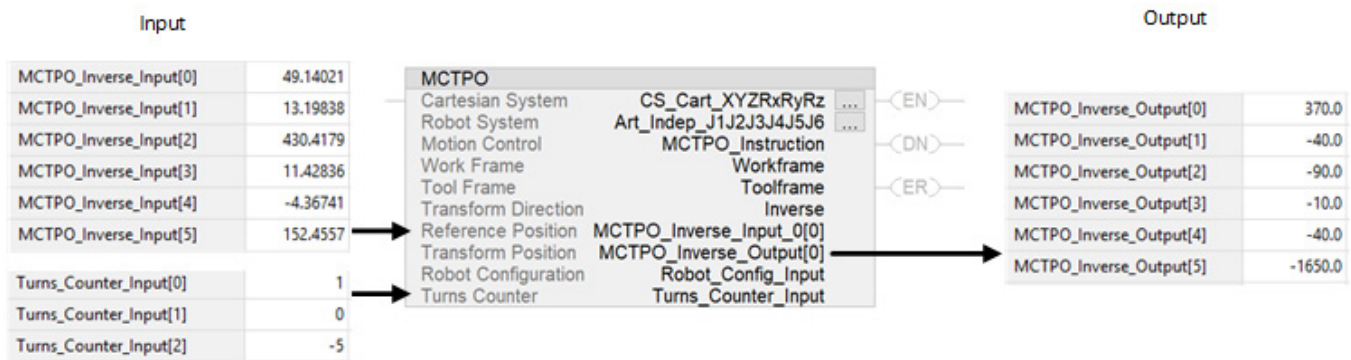 Input
MCTPO_Inverse_Input[0] 49.14021
MCTPO_Inverse_Input[1] 13.19838
MCTPO_Inverse_Input[2] 430.4179
MCTPO_Inverse_Input[3] 11.42836
MCTPO_Inverse_Input[4] -4.36741
MCTPO_Inverse_Input[5] 152.4557
Turns_Counter_Input[0] 1
Turns_Counter_Input[1] 0
Turns_Counter_Input[2] -5
MCTPO
Cartesian System CS_Cart_XYZRxRyRz ... (EN)
Robot System Art_Indep_J1J2J3J4J5J6 ...
Motion Control MCTPO_Instruction (DN)
Work Frame Workframe
Tool Frame Toolframe (ER)
Transform Direction Inverse
Reference Position MCTPO_Inverse_Input_0[0]
Transform Position MCTPO_Inverse_Output[0]
Robot Configuration Robot_Config_Input
Turns Counter Turns_Counter_Input
Output
MCTPO_Inverse_Output[0] 370.0
MCTPO_Inverse_Output[1] -40.0
MCTPO_Inverse_Output[2] -90.0
MCTPO_Inverse_Output[3] -10.0
MCTPO_Inverse_Output[4] -40.0
MCTPO_Inverse_Output[5] -1650.0